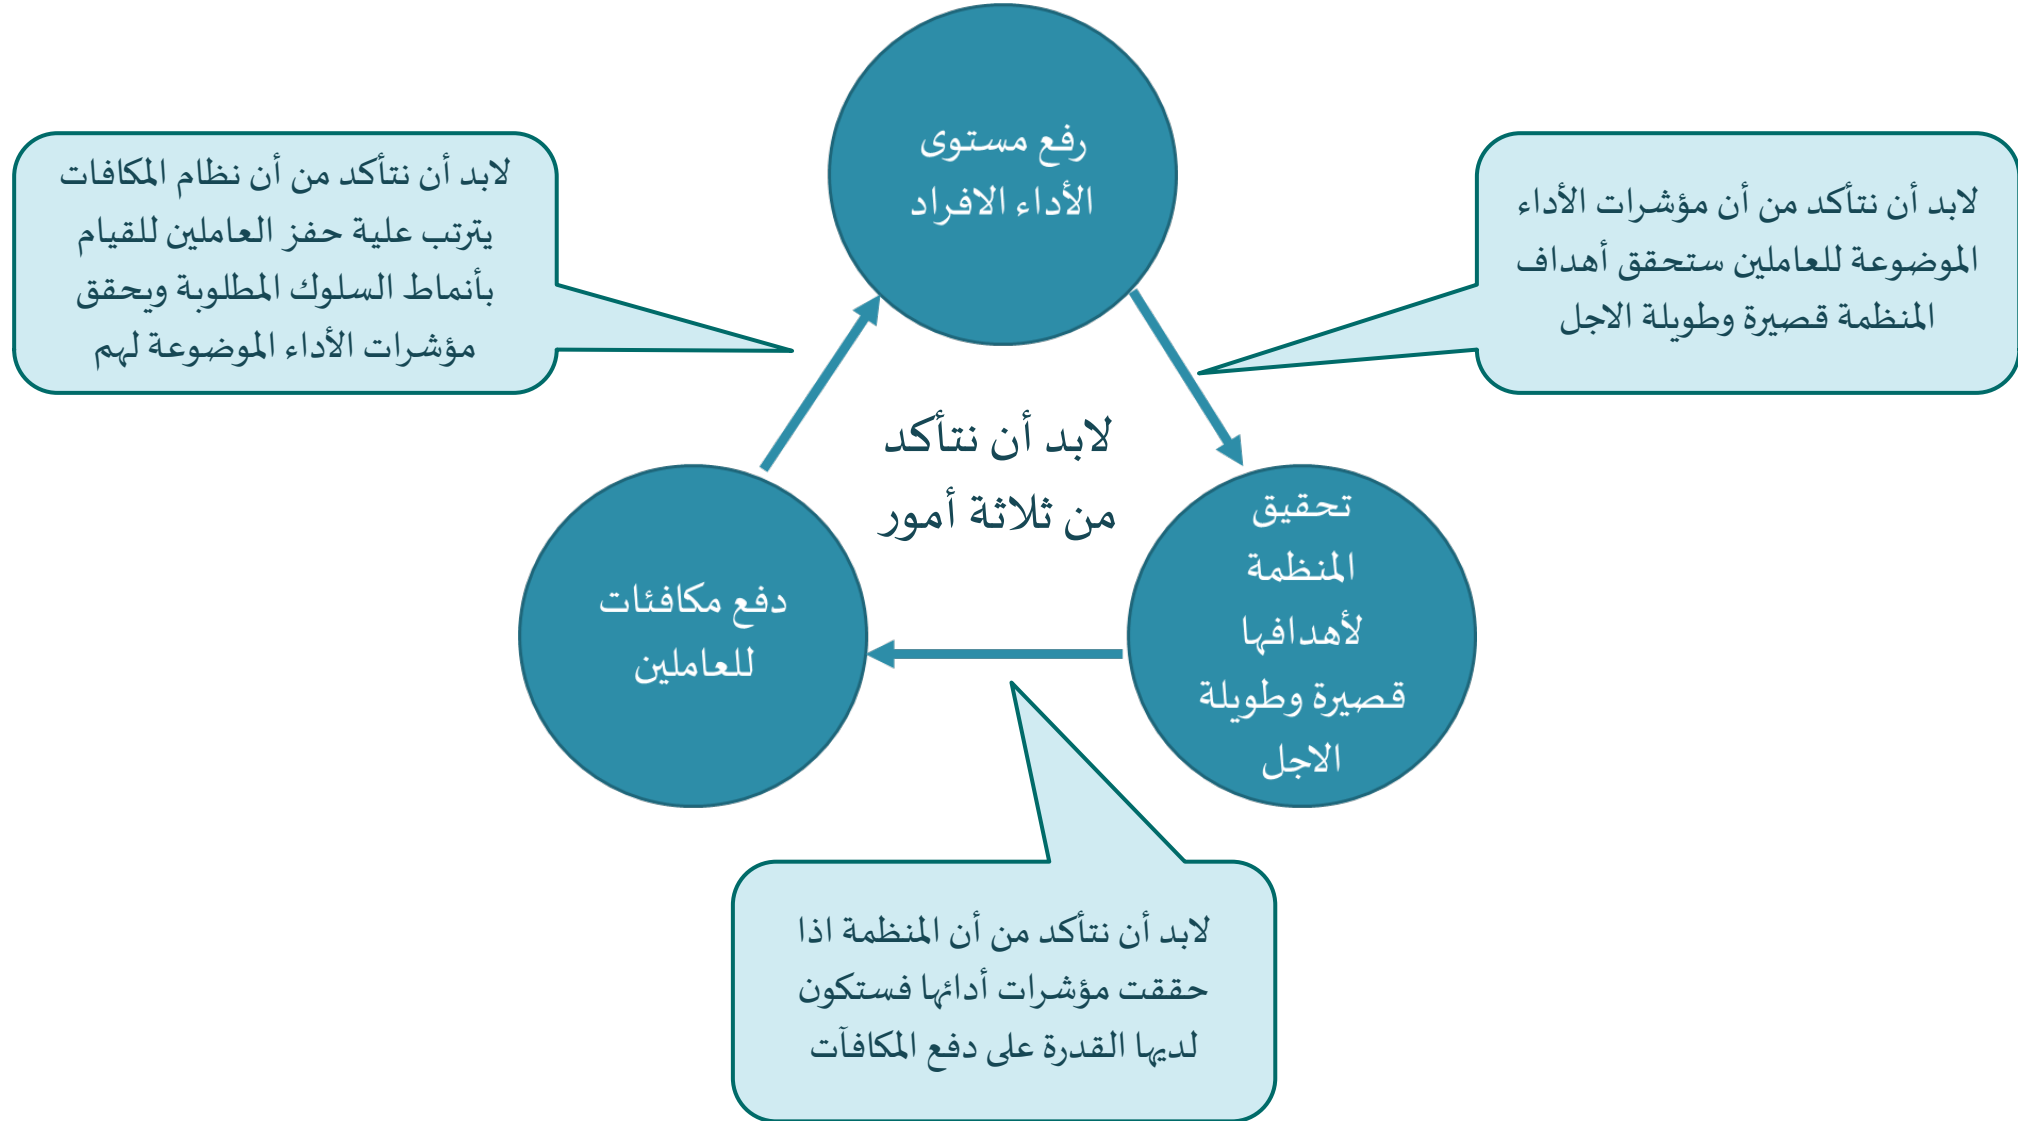 رفع مستوى
الأداء الافراد
لابد أن نتأكد من أن مؤشرات الأداء
الموضوعة للعاملين ستحقق أهداف
المنظمة قصيرة وطويلة الاجل
لابد أن نتأكد من أن نظام المكافات
يترتب علية حفز العاملين للقيام
بأنماط السلوك المطلوبة ويحقق
مؤشرات الأداء الموضوعة لهم
لابد أن نتأكد
من ثلاثة أمور
تحقيق
المنظمة
لأهدافها
قصيرة وطويلة
الاجل
دفع مكافئات
للعاملين
لابد أن نتأكد من أن المنظمة اذا
حققت مؤشرات أدائها فستكون
لديها القدرة على دفع المكافآت